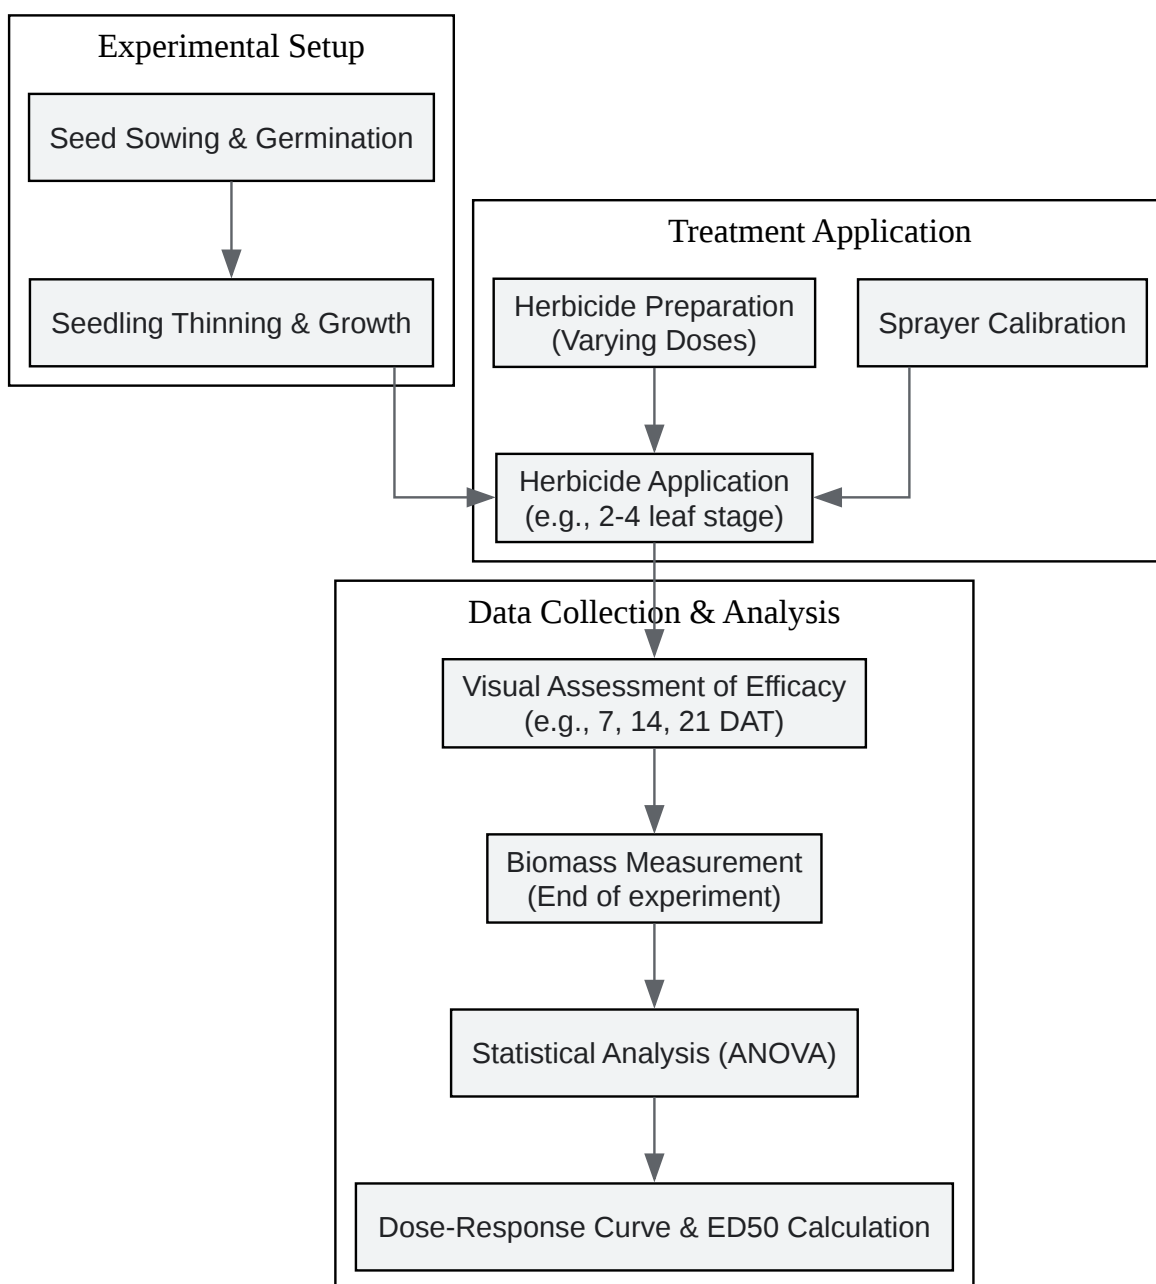 Experimental Setup
Seed Sowing & Germination
Seedling Thinning & Growth
Treatment Application
Herbicide Preparation
(Varying Doses)
Sprayer Calibration
Herbicide Application
(e.g., 2-4 leaf stage)
Data Collection & Analysis
Visual Assessment of Efficacy
(e.g., 7, 14, 21 DAT)
Biomass Measurement
(End of experiment)
Statistical Analysis (ANOVA)
Dose-Response Curve & ED50 Calculation